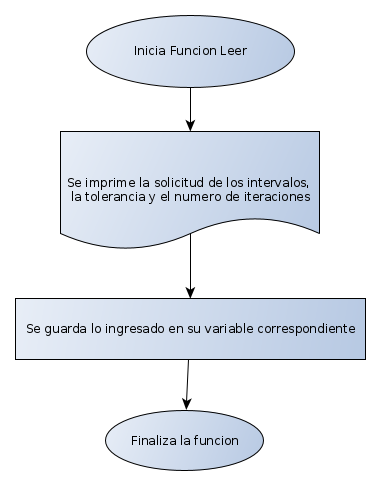 Inicia Funcion Leer
Se imprime la solicitud de los intervalos,
la tolerancia y el numero de iteraciones
Se guarda lo ingresado en su variable correspondiente
Finaliza la funcion